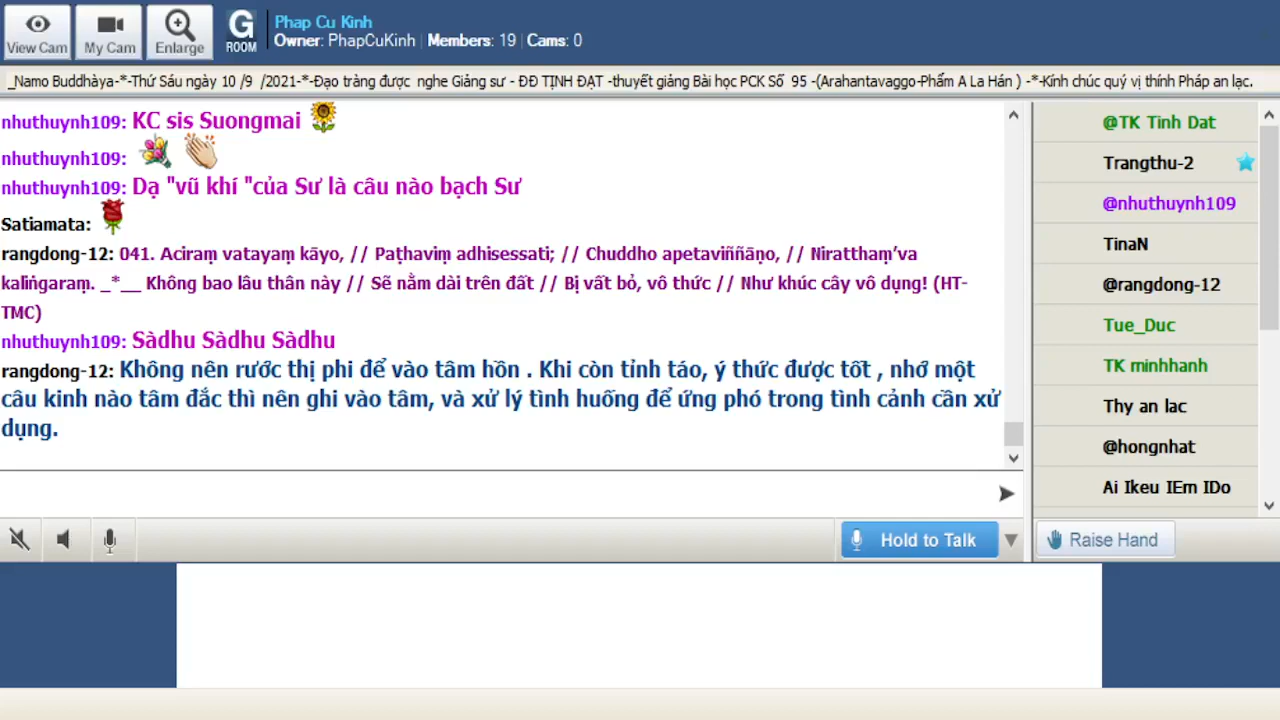 View Cam
My Cam
Enlarge
G
ROOM
Phap Cu Kinh
Owner: PhapCuKinh | Members: 19 | Cams: 0
_Namo Buddhàya-*-Thứ Sáu ngày 10 /9 /2021-*-Đạo tràng được nghe Giảng sư - ĐĐ TỊNH ĐẠT -thuyết giảng Bài học PCK Số 95 -(Arahantavaggo-Phẩm A La Hán ) -*-Kính chúc quý vị thính Pháp an lạc.
nhuthuynh109: KC sis Suongmai
nhuthuynh109:
nhuthuynh109: Dạ "vũ khí "của Sư là câu nào bạch Sư
Satiamata:
rangdong-12: 041. Aciraṃ vatayaṃ kāyo, // Paṭhaviṃ adhisessati; // Chuddho apetaviññāṇo, // Niratthaṃ’va
kaliṅgaraṃ. _*__ Không bao lâu thân này // Sẽ nằm dài trên đất // Bị vất bỏ, vô thức // Như khúc cây vô dụng! (HT-
TMC)
nhuthuynh109: Sàdhu Sàdhu Sàdhu
rangdong-12: Không nên rước thị phi để vào tâm hồn . Khi còn tỉnh táo, ý thức được tốt , nhớ một
câu kinh nào tâm đắc thì nên ghi vào tâm, và xử lý tình huống để ứng phó trong tình cảnh cần xử
dụng.
@TK Tinh Dat
Trangthu-2
@nhuthuynh109
TinaN
@rangdong-12
Tue_Duc
TK minhhanh
Thy an lac
@hongnhat
Ai Ikeu IEm IDo
Hold to Talk
Raise Hand